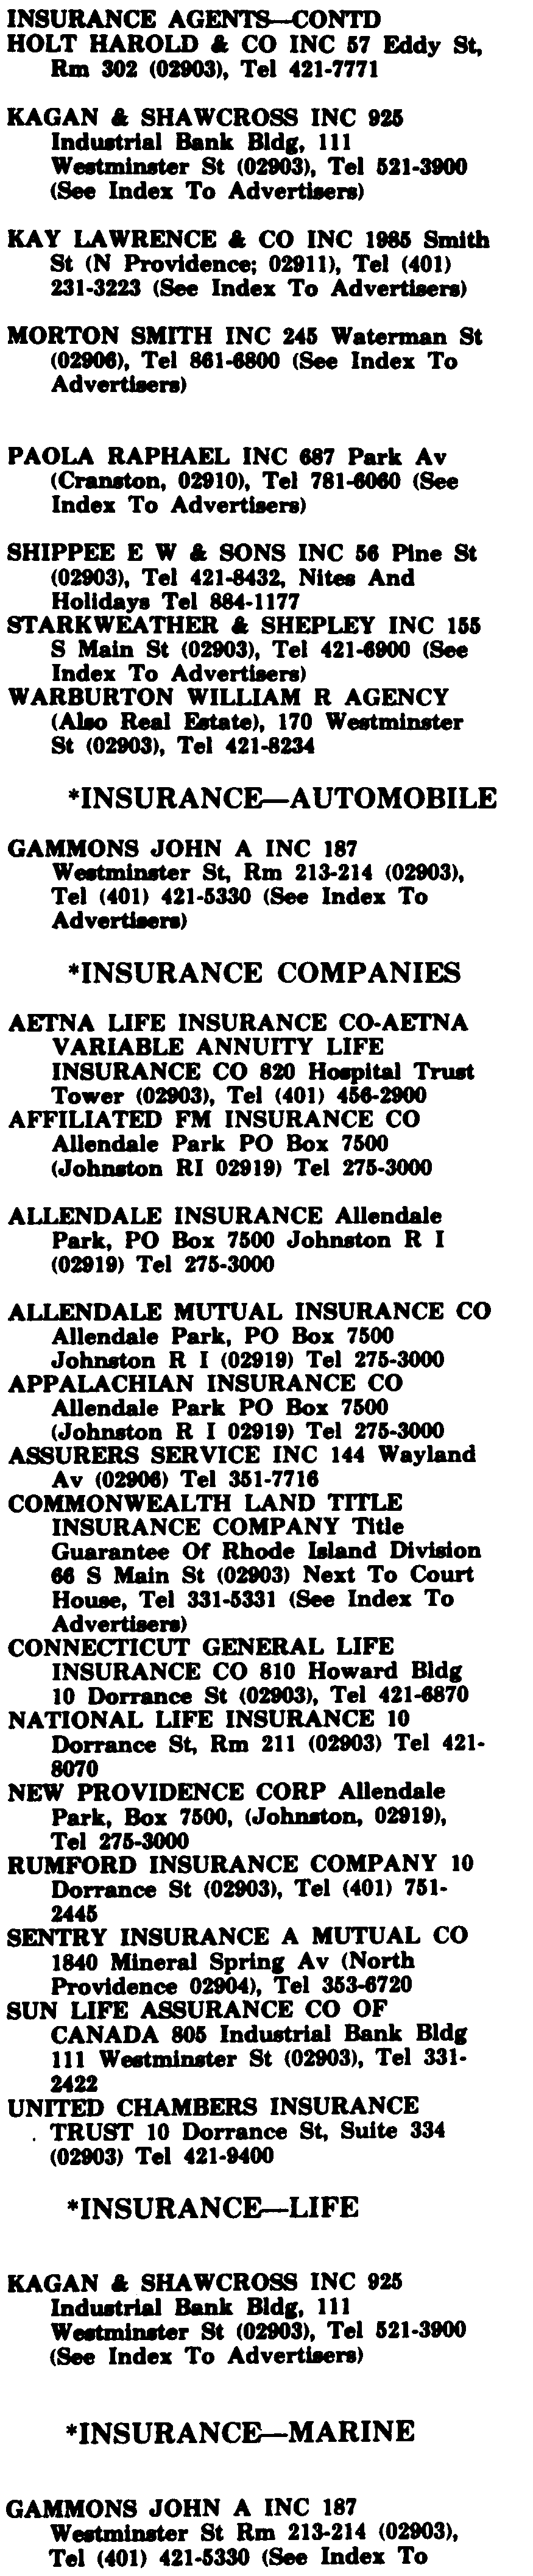 INSURANCE AGENTS—CONTD
HOLT HAROLD & CO INC 57 Eddy St,
Rm 302 (02903), Tel 421-7771
KAGAN & SHAWCROSS INC 925
Industrial Bank Bldg, 111
Westminster St (02903), Tel 521-3900
(See Index To Advertisers)
KAY LAWRENCE & CO INC 1985 Smith
St (N Providence; 02911), Tel (401)
231-3223 (See Index To Advertisers)
MORTON SMITH INC 245 Waterman St
(02906), Tel 861-6800 (See Index To
Advertisers)
PAOLA RAPHAEL INC 687 Park Av
(Cranston, 02910), Tel 781-6060 (See
Index To Advertisers)
SHIPPEE E W & SONS INC 56 Pine St
(02903), Tel 421-8432, Nites And
Holidays Tel 884-1177
STARKWEATHER & SHEPLEY INC 155
S Main St (02903), Tel 421-6900 (See
Index To Advertisers)
WARBURTON WILLIAM R AGENCY
(Also Real Estate), 170 Westminster
St (02903), Tel 421-8234
*INSURANCE—AUTOMOBILE
GAMMONS JOHN A INC 187
Westminster St, Rm 213-214 (02903),
Tel (401) 421-5330 (See Index To
Advertisers)
*INSURANCE COMPANIES
AETNA LIFE INSURANCE CO-AETNA
VARIABLE ANNUITY LIFE
INSURANCE CO 820 Hospital Trust
Tower (02903), Tel (401) 456-2900
AFFILIATED FM INSURANCE CO
Allendale Park PO Box 7500
(Johnston RI 02919) Tel 275-3000
ALLENDALE INSURANCE Allendale
Park, PO Box 7500 Johnston R I
(02919) Tel 275-3000
ALLENDALE MUTUAL INSURANCE CO
Allendale Park, PO Box 7500
Johnston R I (02919) Tel 275-3000
APPALACHIAN INSURANCE CO
Allendale Park PO Box 7500
(Johnston R I 02919) Tel 275-3000
ASSURERS SERVICE INC 144 Wayland
Av (02906) Tel 351-7716
COMMONWEALTH LAND TITLE
INSURANCE COMPANY Title
Guarantee Of Rhode Island Division
66 S Main St (02903) Next To Court
House, Tel 331-5331 (See Index To
Advertisers)
CONNECTICUT GENERAL LIFE
INSURANCE CO 810 Howard Bldg
10 Dorrance St (02903), Tel 421-6870
NATIONAL LIFE INSURANCE 10
Dorrance St, Rm 211 (02903) Tel 421-
8070
NEW PROVIDENCE CORP Allendale
Park, Box 7500, (Johnston, 02919),
Tel 275-3000
RUMFORD INSURANCE COMPANY 10
Dorrance St (02903), Tel (401) 751-
2445
SENTRY INSURANCE A MUTUAL CO
1840 Mineral Spring Av (North
Providence 02904), Tel 353-6720
SUN LIFE ASSURANCE CO OF
CANADA 805 Industrial Bank Bldg
111 Westminster St (02903), Tel 331-
2422
UNITED CHAMBERS INSURANCE
TRUST 10 Dorrance St, Suite 334
(02903) Tel 421-9400
*INSURANCE—LIFE
KAGAN & SHAWCROSS INC 925
Industrial Bank Bldg, 111
Westminster St (02903), Tel 521-3900
(See Index To Advertisers)
*INSURANCE—MARINE
GAMMONS JOHN A INC 187
Westminster St Rm 213-214 (02903),
Tel (401) 421-5330 (See Index To